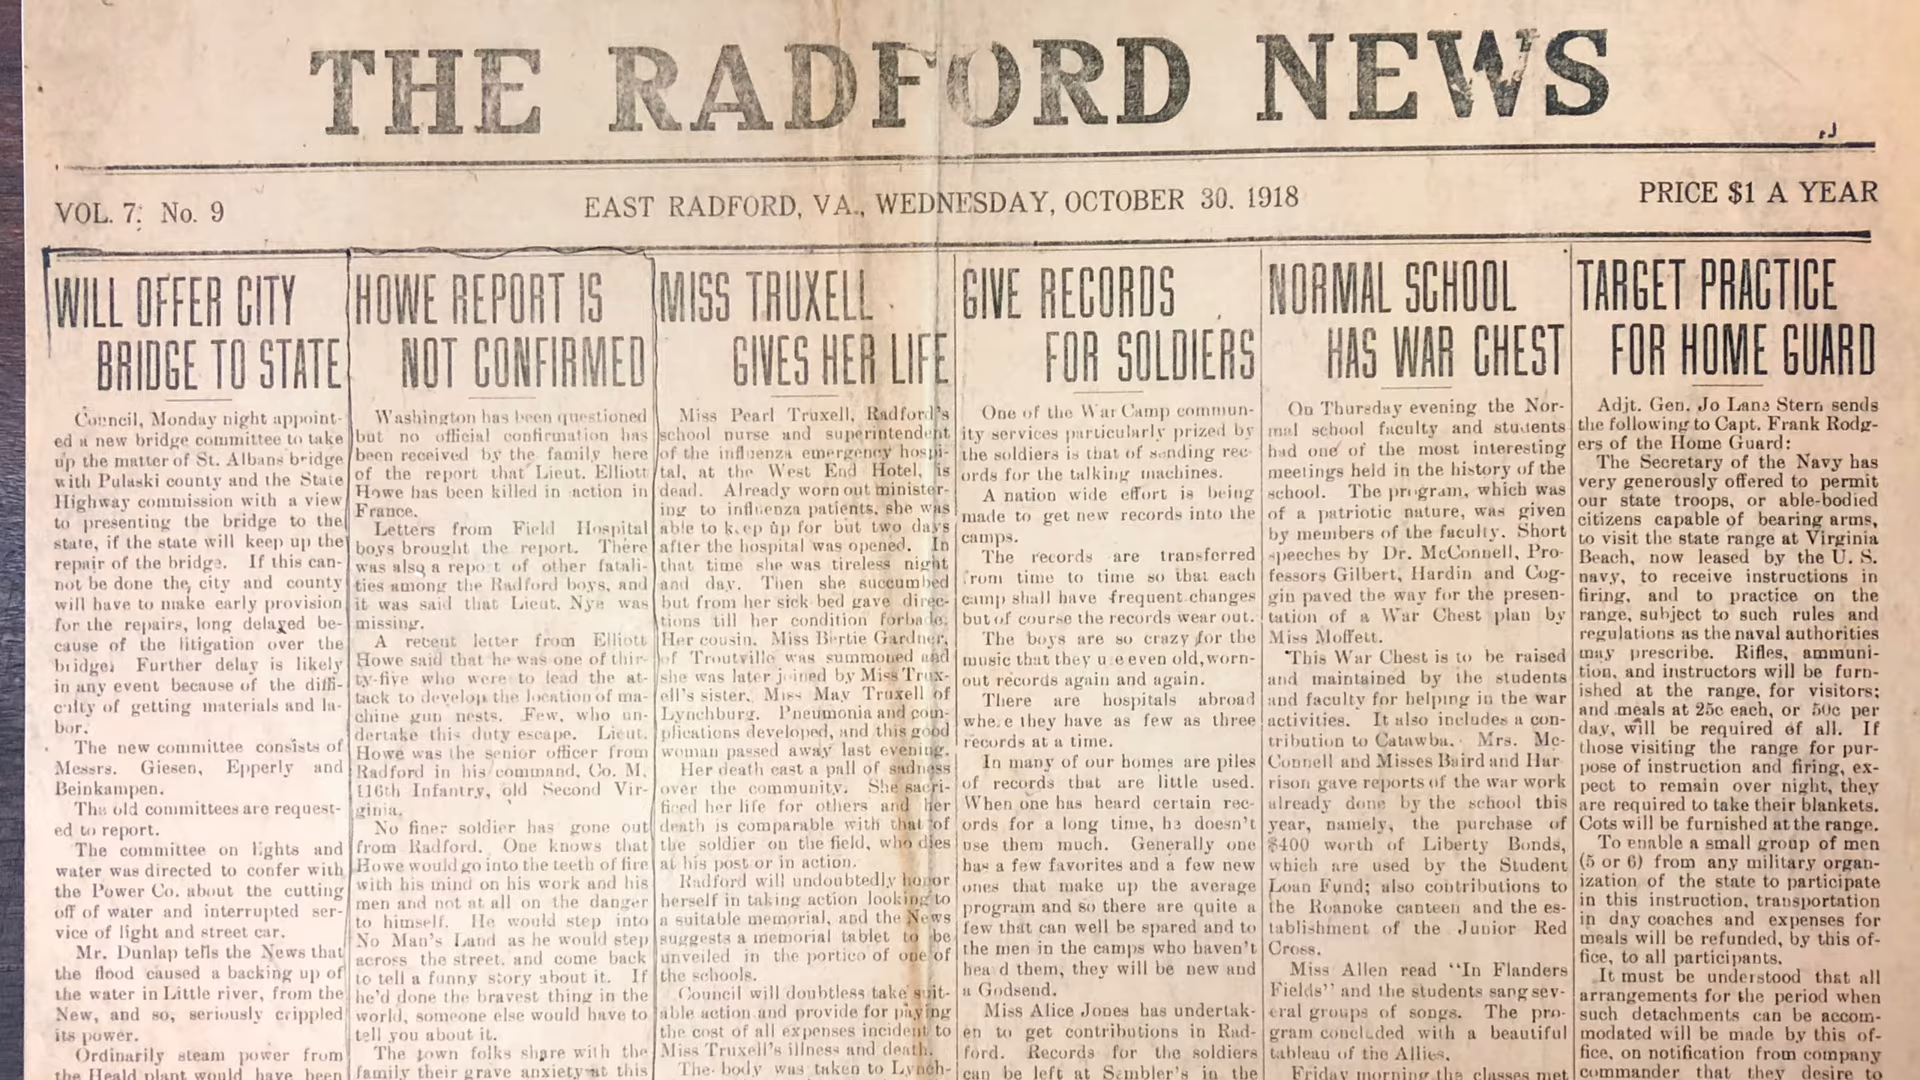 THE RADFORD NEWS
VOL. 7: No. 9
EAST RADFORD, VA., WEDNESDAY, OCTOBER 30. 1918
PRICE $1 A YEAR
WILL OFFER CITY
BRIDGE TO STATE
Council, Monday night appoint-
ed a new bridge committee to take
up the matter of St. Albans bridge
with Pulaski county and the State
Highway commission with a view
to presenting the bridge to the
state, if the state will keep up the
repair of the bridge. If this can-
not be done the city and county
will have to make early provision
for the repairs, long delayed be-
cause of the litigation over the
bridge. Further delay is likely
in any event because of the diffi-
culty of getting materials and la-
bor.
The new committee consists of
Messrs. Giesen, Epperly and
Beinkampen.
The old committees are request-
ed to report.
The committee on lights and
water was directed to confer with
the Power Co. about the cutting
off of water and interrupted ser-
vice of light and street car.
Mr. Dunlap tells the News that
the flood caused a backing up of
the water in Little river, from the
New, and so, seriously crippled
its power.
Ordinarily steam power from
the Heald plant would have been
HOWE REPORT IS
NOT CONFIRMED
Washington has been questioned
but no official confirmation has
been received by the family here
of the report that Lieut. Elliott
Howe has been killed in action in
France.
Letters from Field Hospital
boys brought the report. There
was also a report of other fatali-
ties among the Radford boys, and
it was said that Lieut. Nye was
missing.
A recent letter from Elliott
Howe said that he was one of thir-
ty-five who were to lead the at-
tack to develop the location of ma-
chine gun nests. Few, who un-
dertake this duty escape. Lieut.
Howe was the senior officer from
Radford in his command, Co. M,
116th Infantry, old Second Vir-
ginia.
No finer soldier has gone out
from Radford. One knows that
Howe would go into the teeth of fire
with his mind on his work and his
men and not at all on the danger
to himself. He would step into
No Man's Land as he would step
across the street, and come back
to tell a funny story about it. If
he'd done the bravest thing in the
world, someone else would have to
tell you about it.
The town folks share with the
family their grave anxiety at this
MISS TRUXELL
GIVES HER LIFE
Miss Pearl Truxell, Radford's
school nurse and superintendent
of the influenza emergency hospi-
tal, at the West End Hotel, is
dead. Already worn out minister-
ing to influenza patients, she was
able to keep up for but two days
after the hospital was opened. In
that time she was tireless night
and day. Then she succumbed
but from her sick bed gave direc-
tions till her condition forbade.
Her cousin, Miss Bertie Gardner,
of Troutville was summoned and
she was later joined by Miss Trux-
ell's sister, Miss May Truxell of
Lynchburg. Pneumonia and com-
plications developed, and this good
woman passed away last evening.
Her death cast a pall of sadness
over the community. She sacri-
ficed her life for others and her
death is comparable with that of
the soldier on the field, who dies
at his post or in action.
Radford will undoubtedly honor
herself in taking action looking to
a suitable memorial, and the News
suggests a memorial tablet to be
unveiled in the portico of one of
the schools.
Council will doubtless take suit-
able action and provide for paying
the cost of all expenses incident to
Miss Truxell's illness and death.
The body was taken to Lynch-
GIVE RECORDS
FOR SOLDIERS
One of the War Camp commun-
ity services particularly prized by
the soldiers is that of sending rec-
ords for the talking machines.
A nation wide effort is being
made to get new records into the
camps.
The records are transferred
from time to time so that each
camp shall have frequent changes
but of course the records wear out.
The boys are so crazy for the
music that they use even old, worn-
out records again and again.
There are hospitals abroad
where they have as few as three
records at a time.
In many of our homes are piles
of records that are little used.
When one has heard certain rec-
ords for a long time, he doesn't
use them much. Generally one
has a few favorites and a few new
ones that make up the average
program and so there are quite a
few that can well be spared and to
the men in the camps who haven't
heard them, they will be new and
a Godsend.
Miss Alice Jones has undertak-
en to get contributions in Rad-
ford. Records for the soldiers
can be left at Sembler's in the
NORMAL SCHOOL
HAS WAR CHEST
On Thursday evening the Nor-
mal school faculty and students
had one of the most interesting
meetings held in the history of the
school. The program, which was
of a patriotic nature, was given
by members of the faculty. Short
speeches by Dr. McConnell, Pro-
fessors Gilbert, Hardin and Cog-
gin paved the way for the presen-
tation of a War Chest plan by
Miss Moffett.
This War Chest is to be raised
and maintained by the students
and faculty for helping in the war
activities. It also includes a con-
tribution to Catawba. Mrs. Mc-
Connell and Misses Baird and Har-
rison gave reports of the war work
already done by the school this
year, namely, the purchase of
$400 worth of Liberty Bonds,
which are used by the Student
Loan Fund; also contributions to
the Roanoke canteen and the es-
tablishment of the Junior Red
Cross.
Miss Allen read "In Flanders
Fields" and the students sang sev-
eral groups of songs. The pro-
gram concluded with a beautiful
tableau of the Allies.
Friday morning the classes met
TARGET PRACTICE
FOR HOME GUARD
Adjt. Gen. Jo Lane Stern sends
the following to Capt. Frank Rodg-
ers of the Home Guard:
The Secretary of the Navy has
very generously offered to permit
our state troops, or able-bodied
citizens capable of bearing arms,
to visit the state range at Virginia
Beach, now leased by the U. S.
navy, to receive instructions in
firing, and to practice on the
range, subject to such rules and
regulations as the naval authorities
may prescribe. Rifles, ammuni-
tion, and instructors will be furn-
ished at the range, for visitors;
and meals at 25c each, or 50c per
day, will be required of all. If
those visiting the range for pur-
pose of instruction and firing, ex-
pect to remain over night, they
are required to take their blankets.
Cots will be furnished at the range.
To enable a small group of men
(5 or 6) from any military organ-
ization of the state to participate
in this instruction, transportation
in day coaches and expenses for
meals will be refunded, by this of-
fice, to all participants.
It must be understood that all
arrangements for the period when
such detachments can be accom-
modated will be made by this of-
fice, on notification from company
commander that they desire to